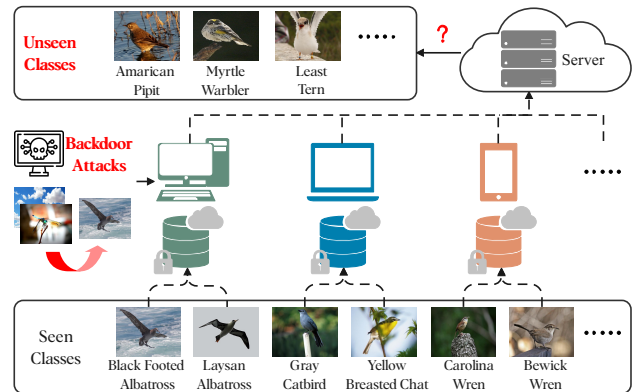 Unseen
Classes
Amarican
Pipit
Myrtle
Warbler
Least
Tern
?
Server
Backdoor
Attacks
Seen
Classes
Black Footed
Albatross
Laysan
Albatross
Gray
Catbird
Yellow
Breasted Chat
Carolina
Wren
Bewick
Wren